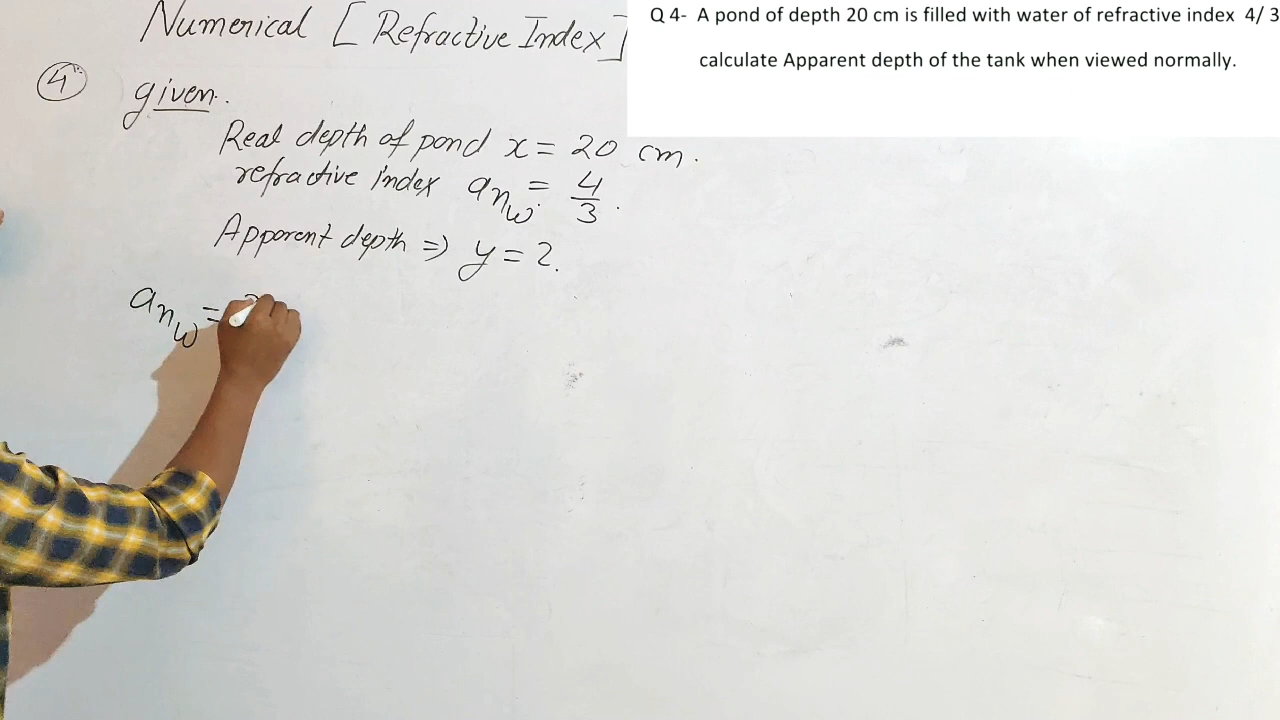 Numerical [Refractive Index]
Q 4- A pond of depth 20 cm is filled with water of refractive index 4/ 3
calculate Apparent depth of the tank when viewed normally.
4 given.
Real depth of pond x = 20 cm.
refractive index anw = 4/3.
Apparent depth => y = ?.
anw =